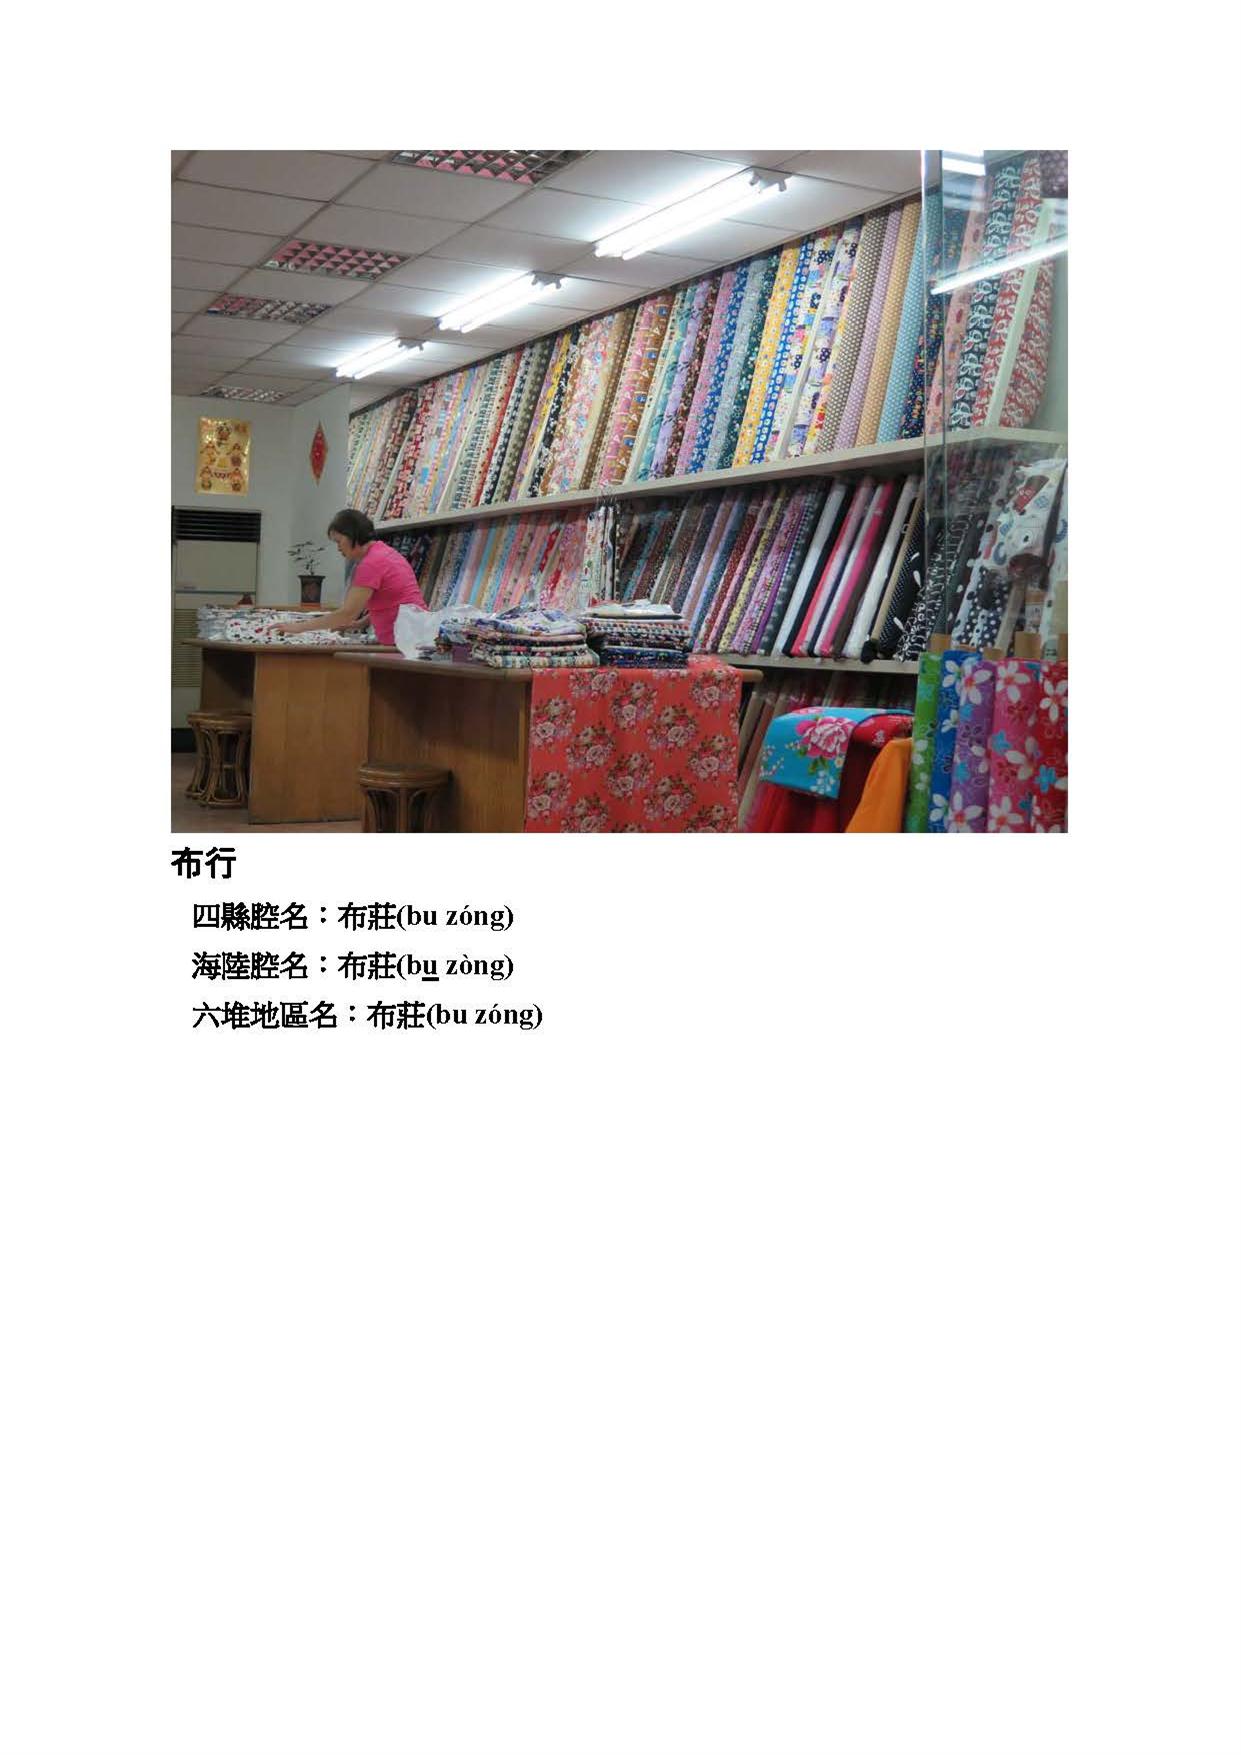 布行
四縣腔名：布莊(bu zóng)
海陸腔名：布莊(bu̲ zòng)
六堆地區名：布莊(bu zóng)